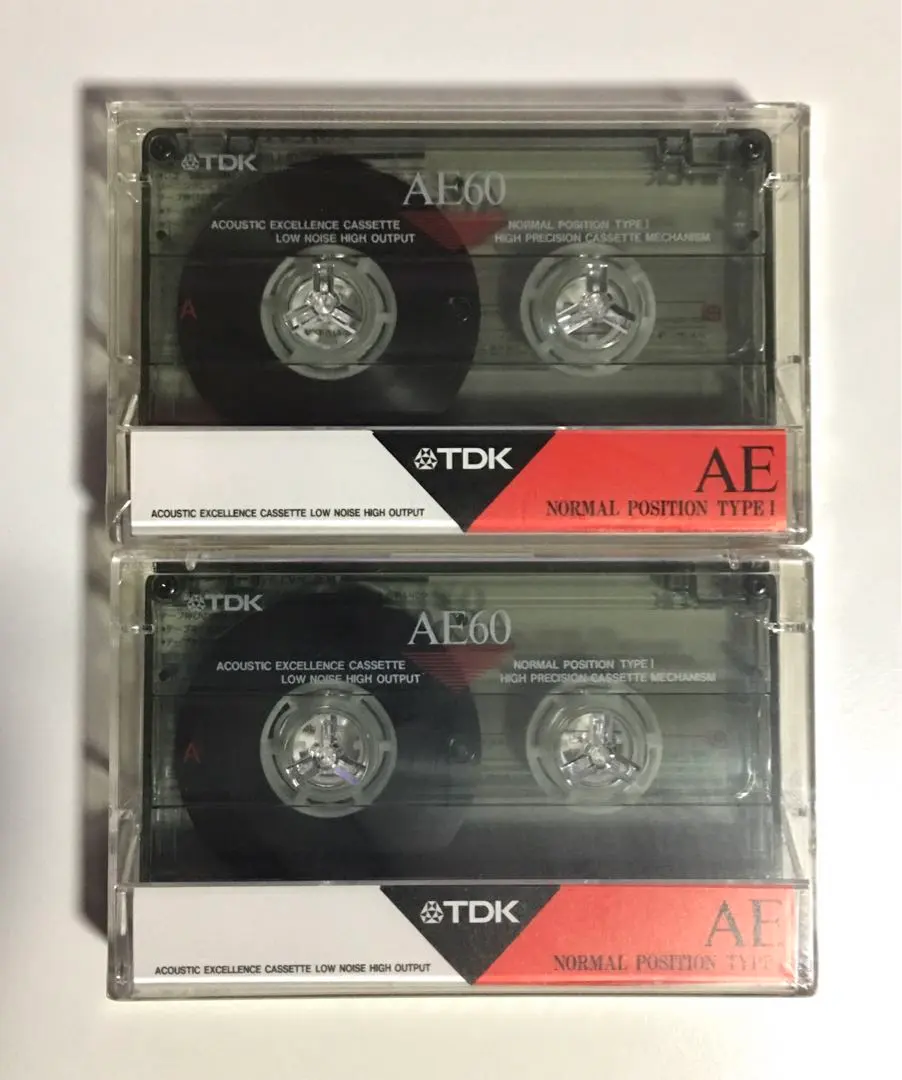 TDK
AE60
ACOUSTIC EXCELLENCE CASSETTE
LOW NOISE HIGH OUTPUT
NORMAL POSITION TYPE I
HIGH PRECISION CASSETTE MECHANISM
A
TDK
AE
NORMAL POSITION TYPE I
ACOUSTIC EXCELLENCE CASSETTE LOW NOISE HIGH OUTPUT
TDK
AE60
ACOUSTIC EXCELLENCE CASSETTE
LOW NOISE HIGH OUTPUT
NORMAL POSITION TYPE I
HIGH PRECISION CASSETTE MECHANISM
A
TDK
AE
NORMAL POSITION TYP
ACOUSTIC EXCELLENCE CASSETTE LOW NOISE HIGH OUTPUT